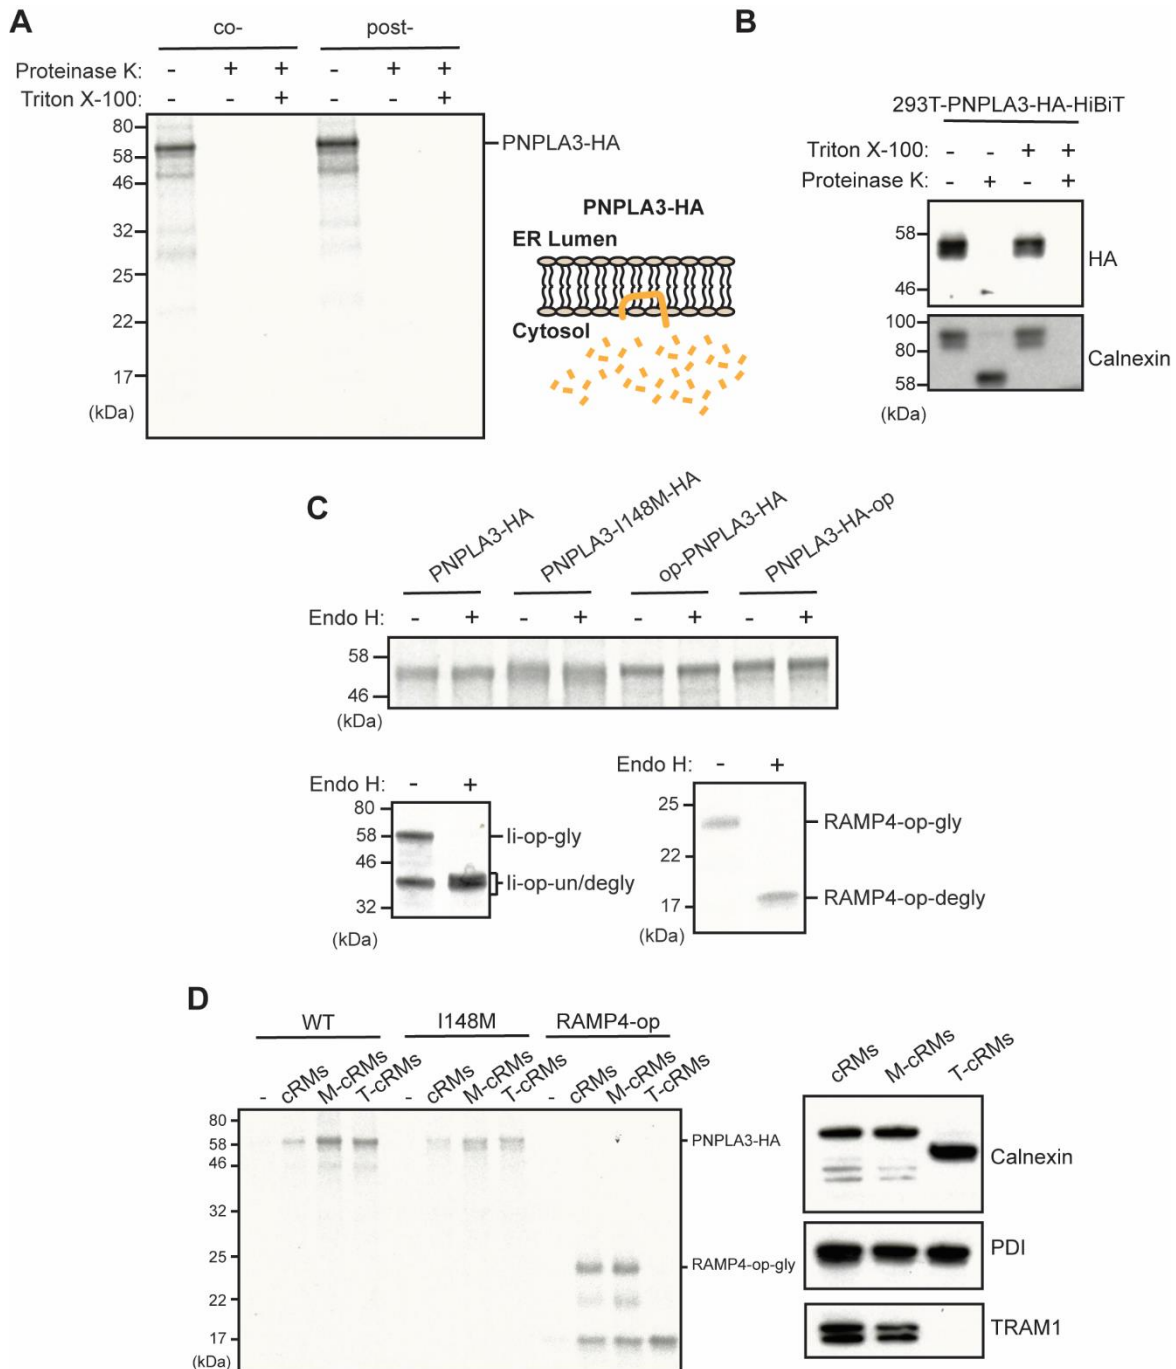 A
co-
post-
Proteinase K: - + + - + +
Triton X-100: - - + - - +
80
58
46
32
25
22
17
(kDa)
PNPLA3-HA
PNPLA3-HA
ER Lumen
Cytosol
B
293T-PNPLA3-HA-HiBiT
Triton X-100: - - + +
Proteinase K: - + - +
58
46
HA
100
80
58
Calnexin
(kDa)
C
PNPLA3-HA
PNPLA3-I148M-HA
op-PNPLA3-HA
PNPLA3-HA-op
Endo H: - + - + - + - +
58
46
(kDa)
Endo H: - +
80
58
46
32
(kDa)
Ii-op-gly
Ii-op-un/degly
Endo H: - +
25
22
17
(kDa)
RAMP4-op-gly
RAMP4-op-degly
D
WT
I148M
RAMP4-op
- cRMs M-cRMs T-cRMs - cRMs M-cRMs T-cRMs - cRMs M-cRMs T-cRMs
80
58
46
32
25
22
17
(kDa)
PNPLA3-HA
RAMP4-op-gly
cRMs M-cRMs T-cRMs
Calnexin
PDI
TRAM1